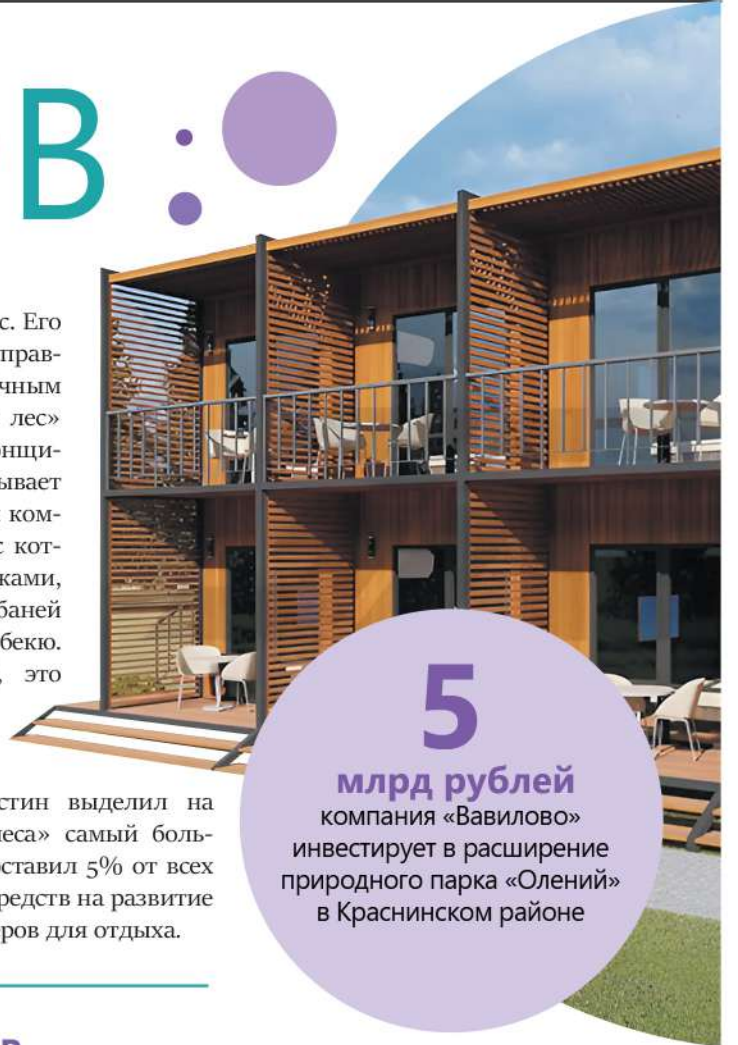 В
с. Его
прав-
чным
лес»
нщи-
ывает
ком-
с кот-
ками,
баней
бекю.
, это
стин выделил на
еса» самый боль-
ставил 5% от всех
редств на развитие
ров для отдыха.
5
млрд рублей
компания «Вавилово»
инвестирует в расширение
природного парка «Олений»
в Краснинском районе